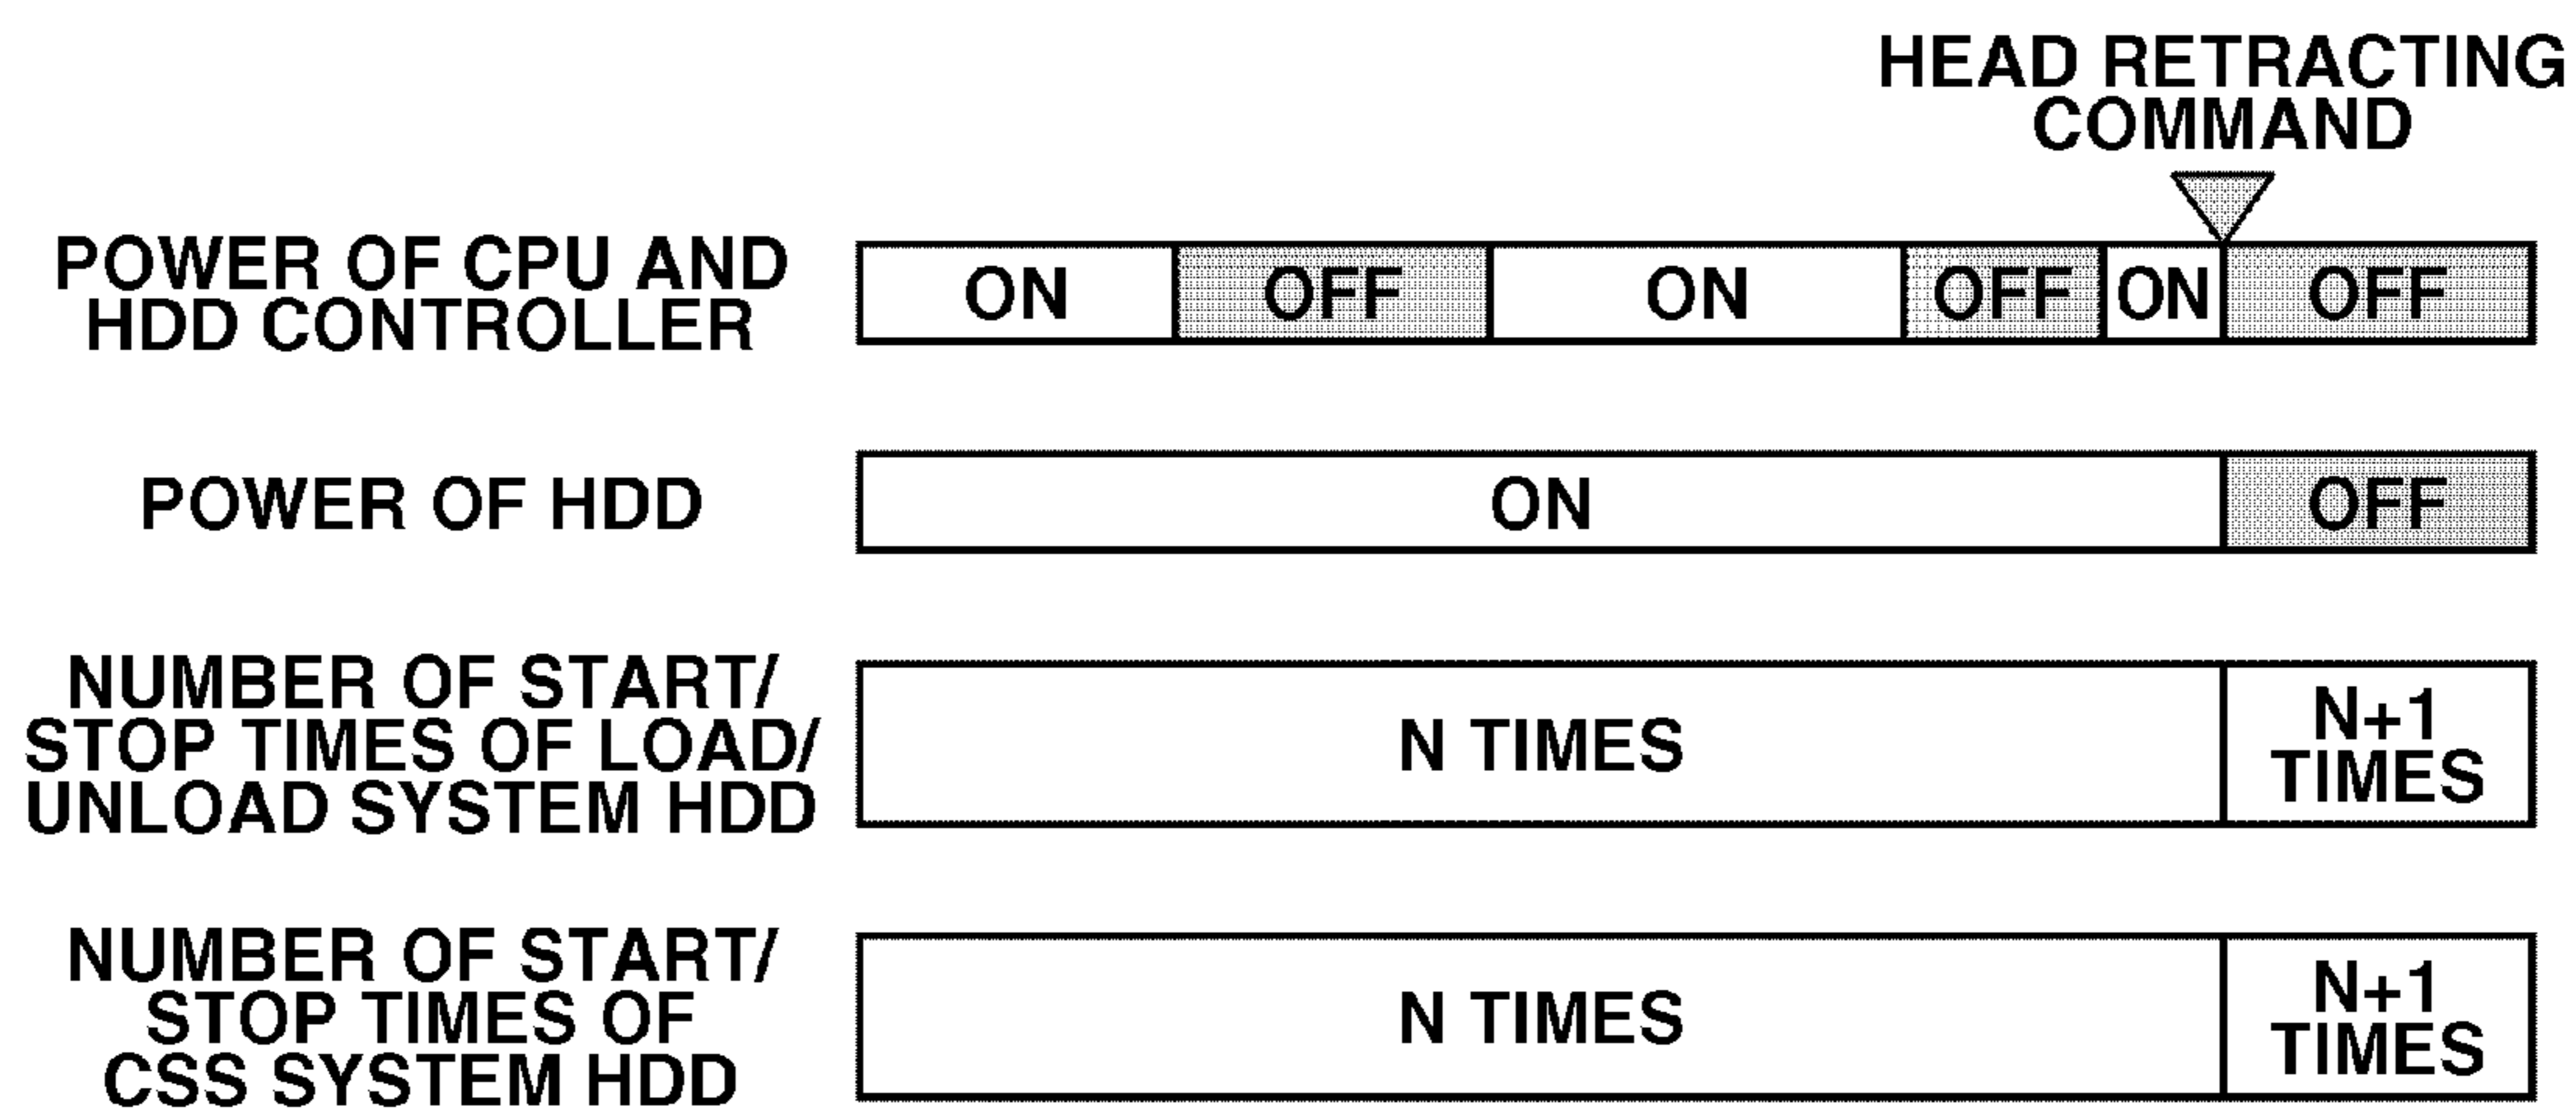 HEAD RETRACTING
COMMAND
POWER OF CPU AND
HDD CONTROLLER
ON
OFF
ON
OFF
ON
OFF
POWER OF HDD
ON
OFF
NUMBER OF START/
STOP TIMES OF LOAD/
UNLOAD SYSTEM HDD
N TIMES
N+1
TIMES
NUMBER OF START/
STOP TIMES OF
CSS SYSTEM HDD
N TIMES
N+1
TIMES